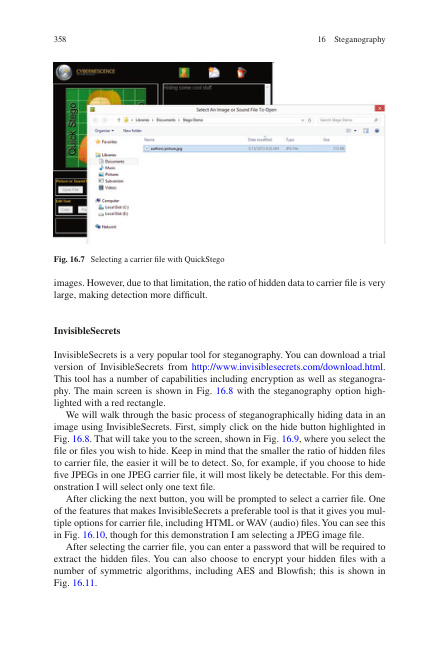 358
16 Steganography
CYBERNESCENCE
Hiding some cool stuff
Quick Stego
Select An Image or Sound File To Open
Libraries ▸ Documents ▸ Stego Demo
Search Stego Demo
Organize
New folder
Name
Date modified
Type
Size
Favorites
Libraries
Documents
Music
Pictures
Subversion
Videos
Computer
Local Disk (C:)
Local Disk (E:)
Network
Fig. 16.7 Selecting a carrier file with QuickStego
images. However, due to that limitation, the ratio of hidden data to carrier file is very
large, making detection more difficult.
InvisibleSecrets
InvisibleSecrets is a very popular tool for steganography. You can download a trial
version of InvisibleSecrets from http://www.invisiblesecrets.com/download.html.
This tool has a number of capabilities including encryption as well as steganogra-
phy. The main screen is shown in Fig. 16.8 with the steganography option high-
lighted with a red rectangle.
We will walk through the basic process of steganographically hiding data in an
image using InvisibleSecrets. First, simply click on the hide button highlighted in
Fig. 16.8. That will take you to the screen, shown in Fig. 16.9, where you select the
file or files you wish to hide. Keep in mind that the smaller the ratio of hidden files
to carrier file, the easier it will be to detect. So, for example, if you choose to hide
five JPEGs in one JPEG carrier file, it will most likely be detectable. For this dem-
onstration I will select only one text file.
After clicking the next button, you will be prompted to select a carrier file. One
of the features that makes InvisibleSecrets a preferable tool is that it gives you mul-
tiple options for carrier file, including HTML or WAV (audio) files. You can see this
in Fig. 16.10, though for this demonstration I am selecting a JPEG image file.
After selecting the carrier file, you can enter a password that will be required to
extract the hidden files. You can also choose to encrypt your hidden files with a
number of symmetric algorithms, including AES and Blowfish; this is shown in
Fig. 16.11.